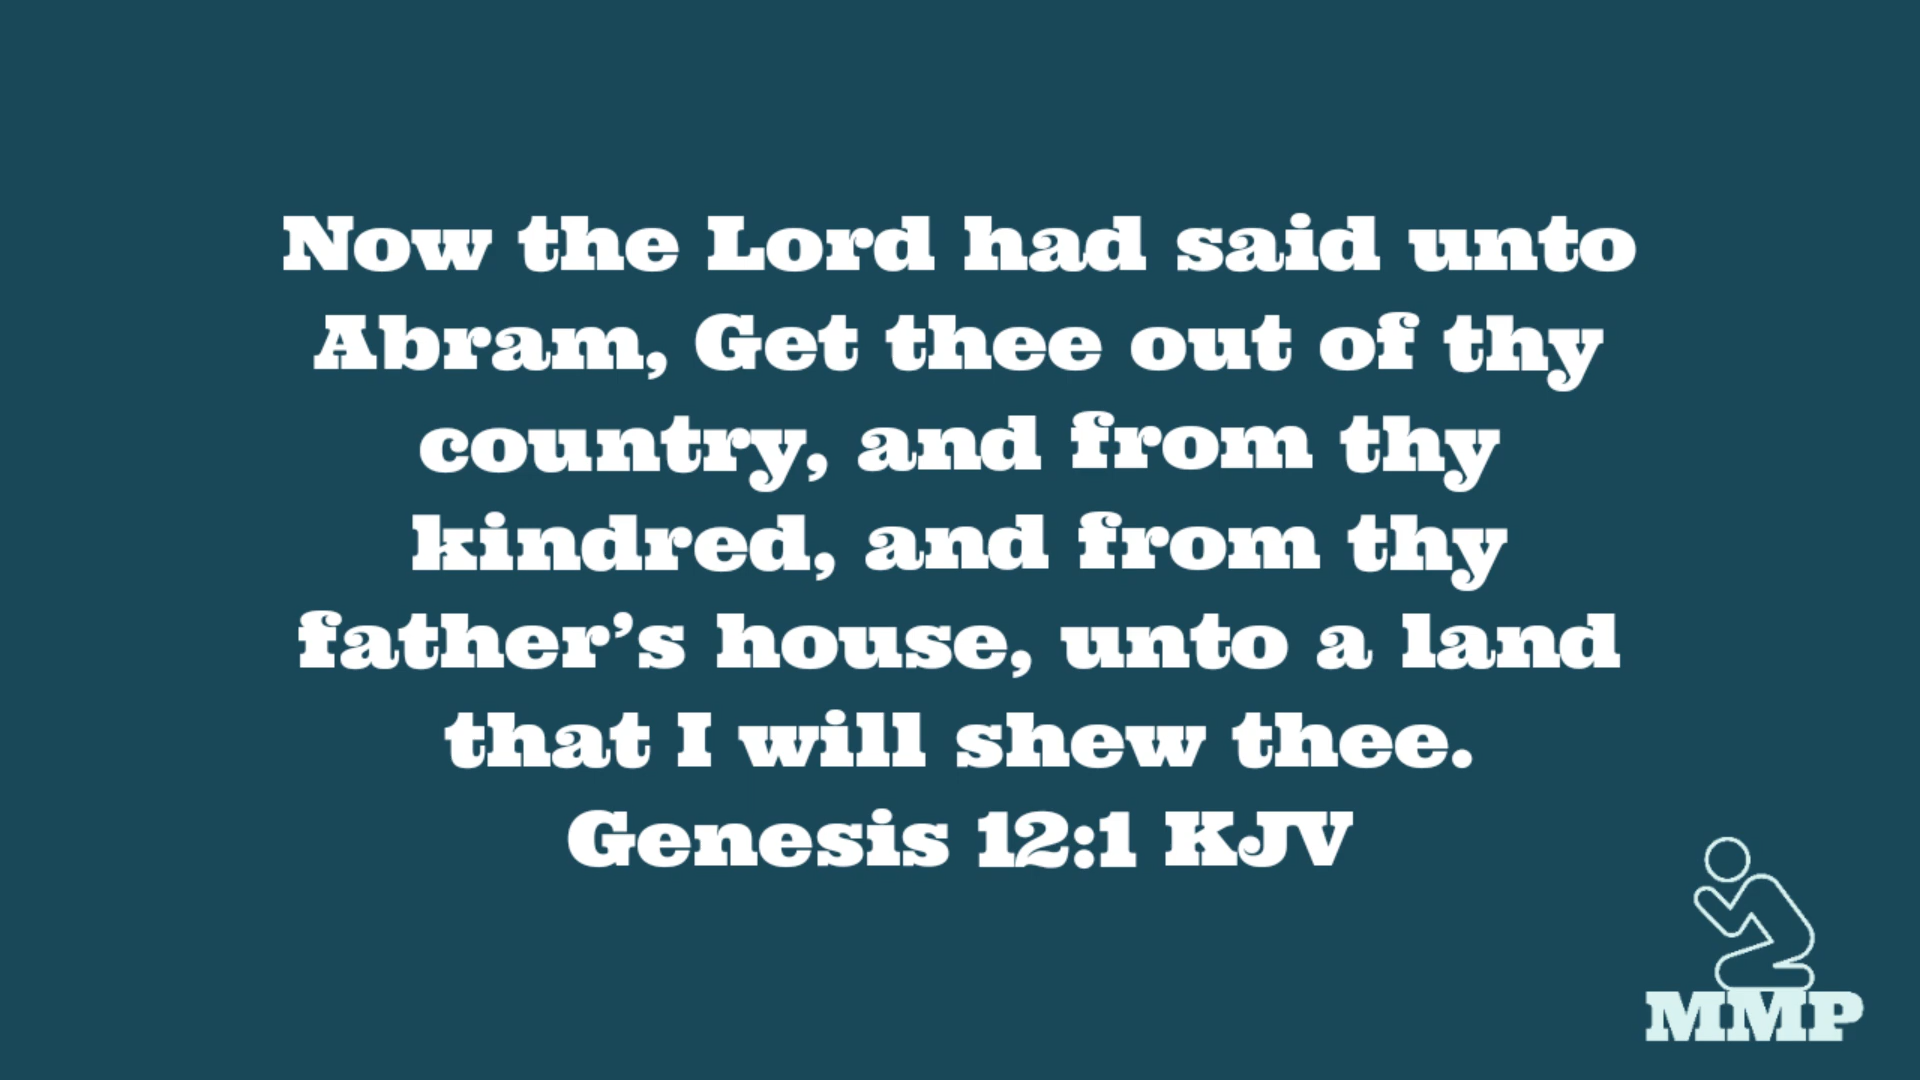 Now the Lord had said unto
Abram, Get thee out of thy
country, and from thy
kindred, and from thy
father’s house, unto a land
that I will shew thee.
Genesis 12:1 KJV
MMP